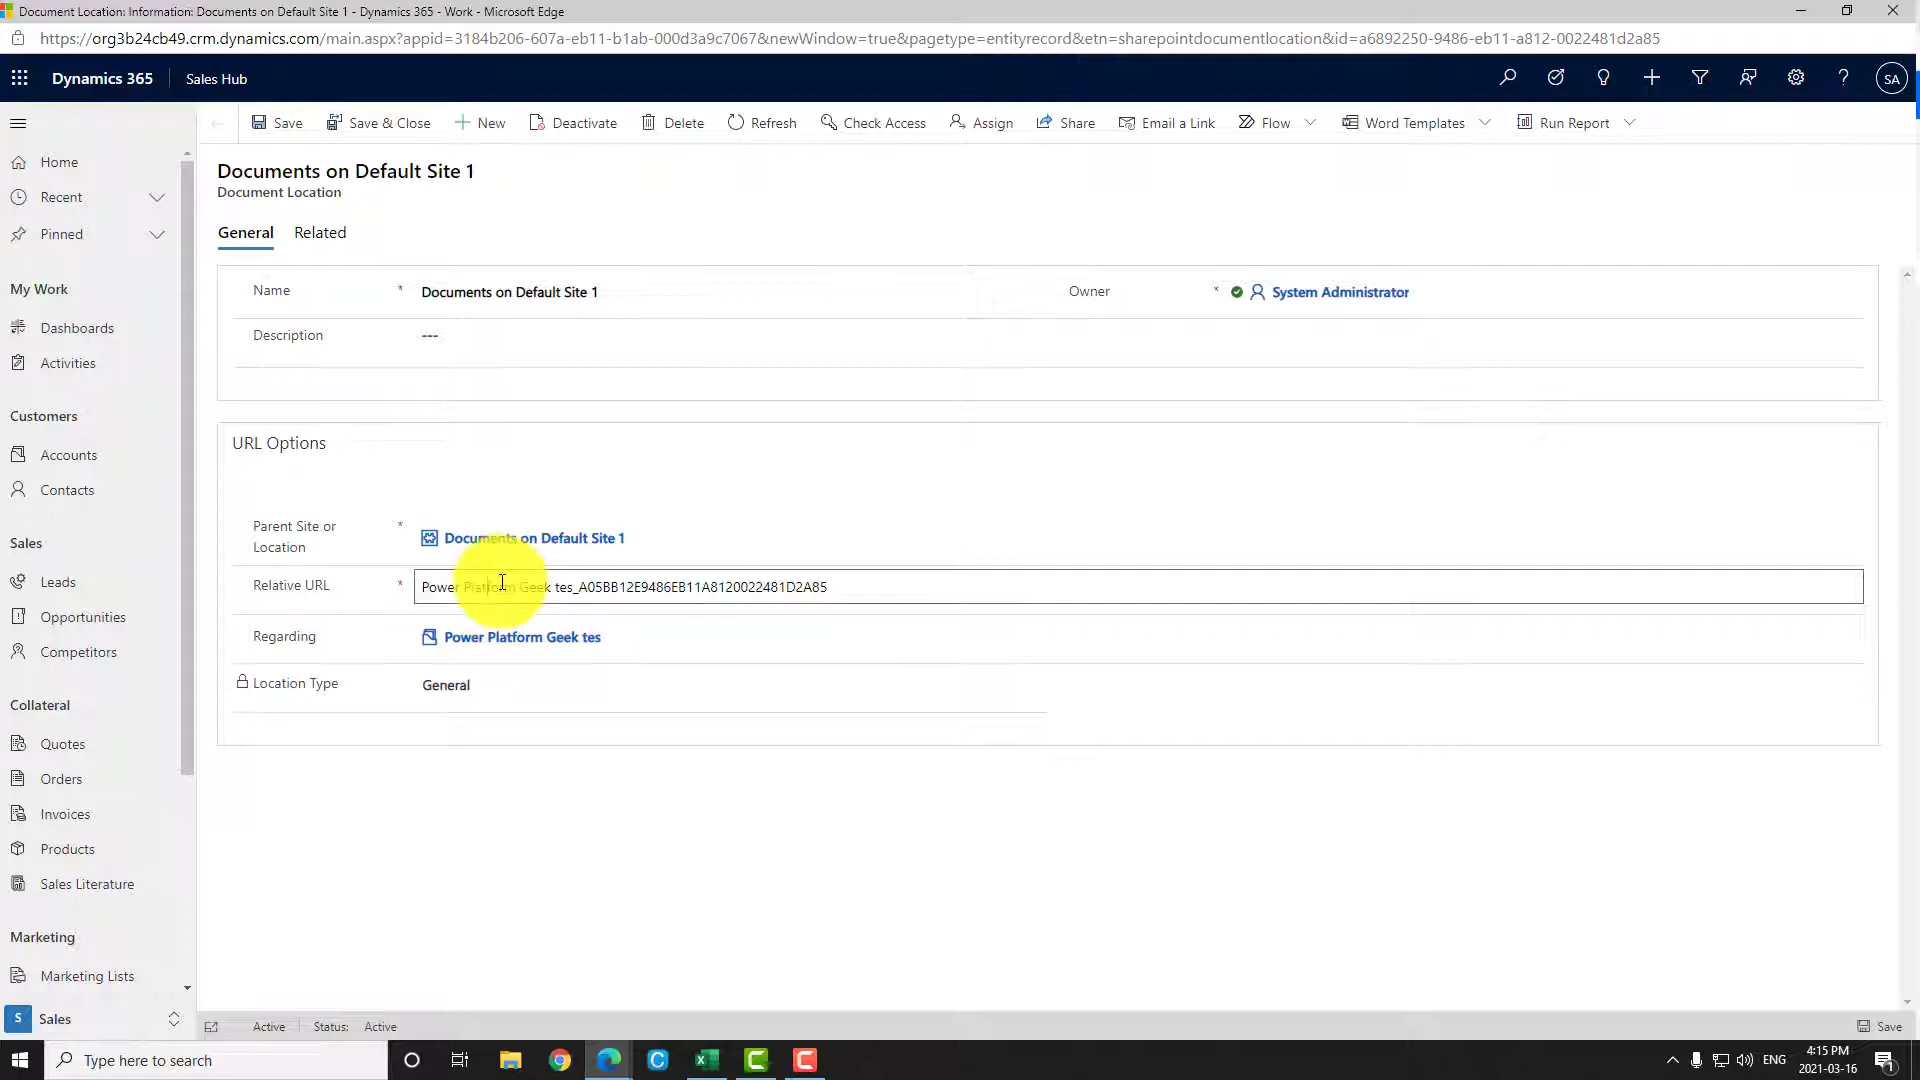 Document Location: Information: Documents on Default Site 1 - Dynamics 365 - Work - Microsoft Edge
https://org3b24cb49.crm.dynamics.com/main.aspx?appid=3184b206-607a-eb11-b1ab-000d3a9c7067&newWindow=true&pagetype=entityrecord&etn=sharepointdocumentlocation&id=a6892250-9486-eb11-a812-0022481d2a85
Dynamics 365 Sales Hub SA
Save Save & Close New Deactivate Delete Refresh Check Access Assign Share Email a Link Flow Word Templates Run Report
Home
Recent
Pinned
My Work
Dashboards
Activities
Customers
Accounts
Contacts
Sales
Leads
Opportunities
Competitors
Collateral
Quotes
Orders
Invoices
Products
Sales Literature
Marketing
Marketing Lists
S Sales
Documents on Default Site 1
Document Location
General Related
Name * Documents on Default Site 1 Owner * System Administrator
Description ---
URL Options
Parent Site or Location * Documents on Default Site 1
Relative URL * Power Platform Geek tes_A05BB12E9486EB11A8120022481D2A85
Regarding Power Platform Geek tes
Location Type General
Active Status: Active Save
Type here to search ENG 4:15 PM
2021-03-16 1